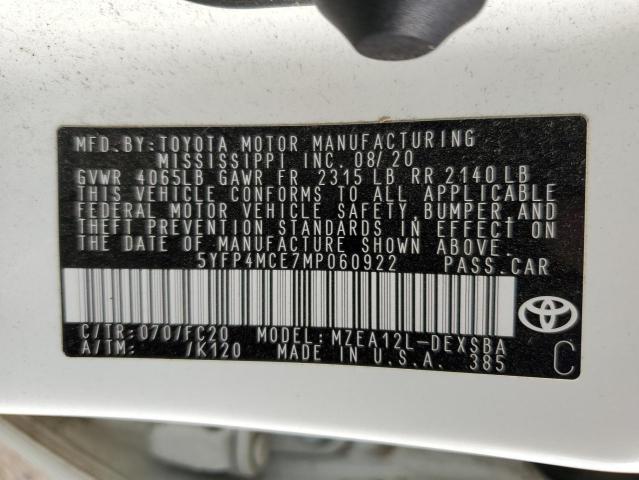 MFD.BY:TOYOTA MOTOR MANUFACTURING
MISSISSIPPI INC. 08/20
GVWR 4065LB GAWR FR 2315 LB RR 2140 LB
THIS VEHICLE CONFORMS TO ALL APPLICABLE
FEDERAL MOTOR VEHICLE SAFETY, BUMPER, AND
THEFT PREVENTION STANDARDS IN EFFECT ON
THE DATE OF MANUFACTURE SHOWN ABOVE.
5YFP4MCE7MP060922 PASS.CAR
C/TR:070/FC20 MODEL:MZEA12L-DEXSBA
A/TM: /K120 MADE IN U.S.A. 385
C